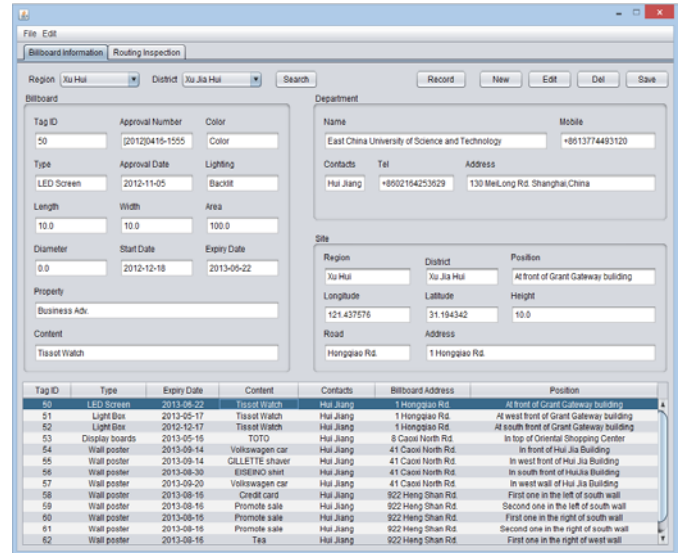 File Edit
Billboard Information Routing Inspection
Region Xu Hui District Xu Jia Hui Search Record New Edit Del Save
Billboard Department
Tag ID Approval Number Color Name Mobile
50 [2012]0416-1555 Color East China University of Science and Technology +8613774493120
Type Approval Date Lighting Contacts Tel Address
LED Screen 2012-11-05 Backlit Hui Jiang +8602164253629 130 MeiLong Rd. Shanghai,China
Length Width Area
10.0 10.0 100.0
Site
Diameter Start Date Expiry Date Region District Position
0.0 2012-12-18 2013-06-22 Xu Hui Xu Jia Hui At front of Grant Gateway building
Property Longitude Latitude Height
Business Adv. 121.437576 31.194342 10.0
Content Road Address
Tissot Watch Hongqiao Rd. 1 Hongqiao Rd.
Tag ID Type Expiry Date Content Contacts Billboard Address Position
50 LED Screen 2013-06-22 Tissot Watch Hui Jiang 1 Hongqiao Rd. At front of Grant Gateway building
51 Light Box 2013-05-17 Tissot Watch Hui Jiang 1 Hongqiao Rd. At west front of Grant Gateway building
52 Light Box 2012-12-17 Tissot Watch Hui Jiang 1 Hongqiao Rd. At south front of Grant Gateway Building
53 Display boards 2013-05-16 TOTO Hui Jiang 8 Caoxi North Rd. In top of Oriental Shopping Center
54 Wall poster 2013-09-14 Volkswagen car Hui Jiang 41 Caoxi North Rd. In front of Hui Jia Building
55 Wall poster 2013-09-14 GILLETTE shaver Hui Jiang 41 Caoxi North Rd. In west front of HuiJia Building
56 Wall poster 2013-08-30 EISEINO shirt Hui Jiang 41 Caoxi North Rd. In south front of HuiJia Building
57 Wall poster 2013-09-20 Volkswagen car Hui Jiang 41 Caoxi North Rd. In west wall of Hui Jia Building
58 Wall poster 2013-08-16 Credit card Hui Jiang 922 Heng Shan Rd. First one in the left of south wall
59 Wall poster 2013-08-16 Promote sale Hui Jiang 922 Heng Shan Rd. Second one in the left of south wall
60 Wall poster 2013-08-16 Promote sale Hui Jiang 922 Heng Shan Rd. First one in the right of south wall
61 Wall poster 2013-08-16 Promote sale Hui Jiang 922 Heng Shan Rd. Second one in the right of south wall
62 Wall poster 2013-08-16 Tea Hui Jiang 922 Heng Shan Rd. First one in the right of west wall